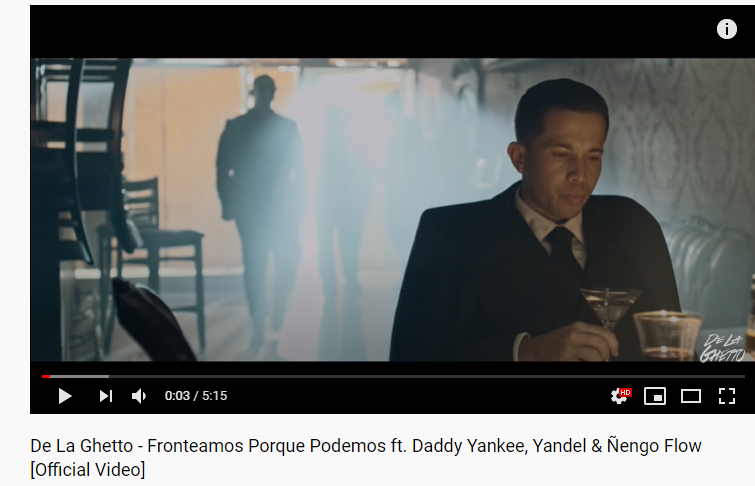 DE LA
GHETTO
0:03 / 5:15
HD
De La Ghetto - Fronteamos Porque Podemos ft. Daddy Yankee, Yandel & Ñengo Flow
[Official Video]